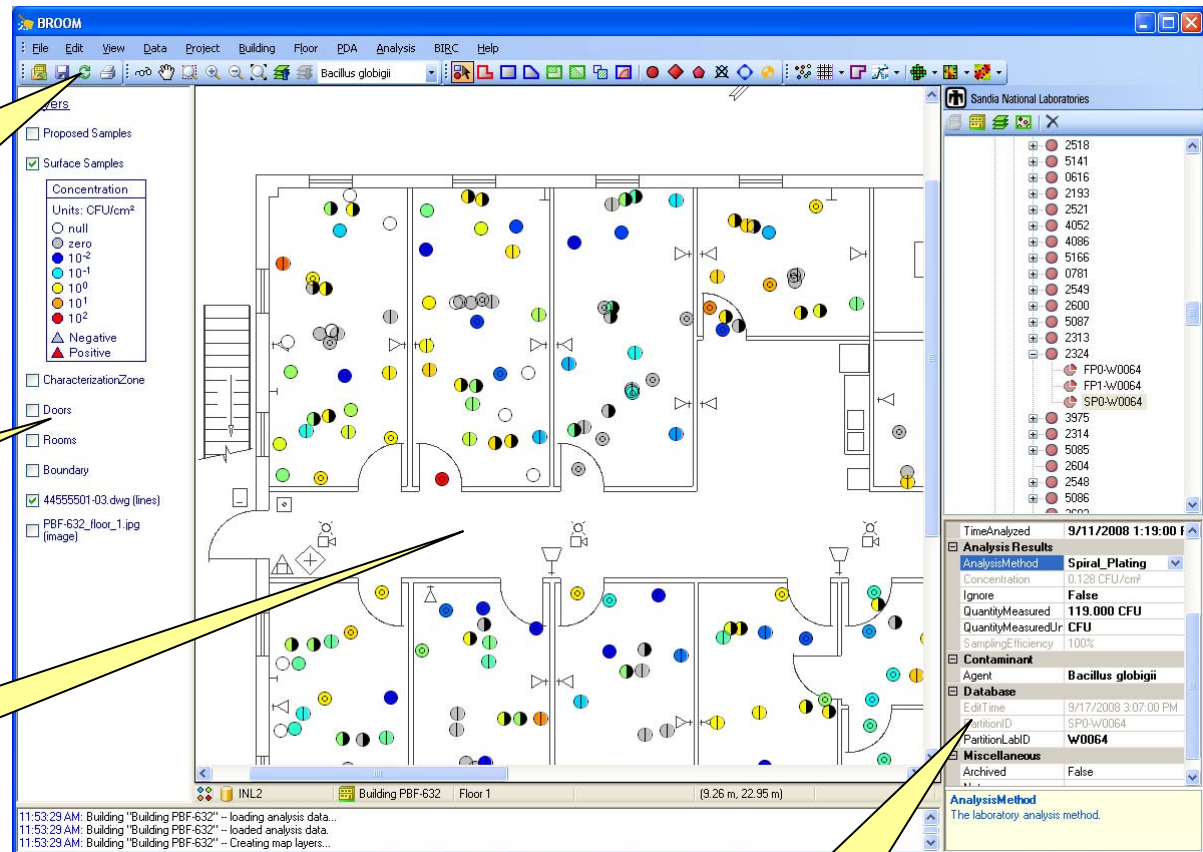 BROOM
File Edit View Data Project Building Floor PDA Analysis BIRC Help
Bacillus globigii
yers
Proposed Samples
Surface Samples
Concentration
Units: CFU/cm²
null
zero
10⁻²
10⁻¹
10⁰
10¹
10²
Negative
Positive
CharacterizationZone
Doors
Rooms
Boundary
44555501-03.dwg (lines)
PBF-632_floor_1.jpg
(image)
Sandia National Laboratories
2518
5141
0616
2193
2521
4052
4086
5166
0781
2549
2600
5087
2313
2324
FP0-W0064
FP1-W0064
SP0-W0064
3975
2314
5085
2604
2548
5086
TimeAnalyzed 9/11/2008 1:19:00
Analysis Results
AnalysisMethod Spiral_Plating
Concentration 0.128 CFU/cm²
Ignore False
QuantityMeasured 119.000 CFU
QuantityMeasuredUr CFU
SamplingEfficiency 100%
Contaminant
Agent Bacillus globigii
Database
EditTime 9/17/2008 3:07:00 PM
PartitionID SP0-W0064
PartitionLabID W0064
Miscellaneous
Archived False
AnalysisMethod
The laboratory analysis method.
INL2 Building PBF-632 Floor 1 (9.26 m, 22.95 m)
11:53:29 AM: Building "Building PBF-632" -- loading analysis data...
11:53:29 AM: Building "Building PBF-632" -- loaded analysis data.
11:53:29 AM: Building "Building PBF-632" -- Creating map layers...